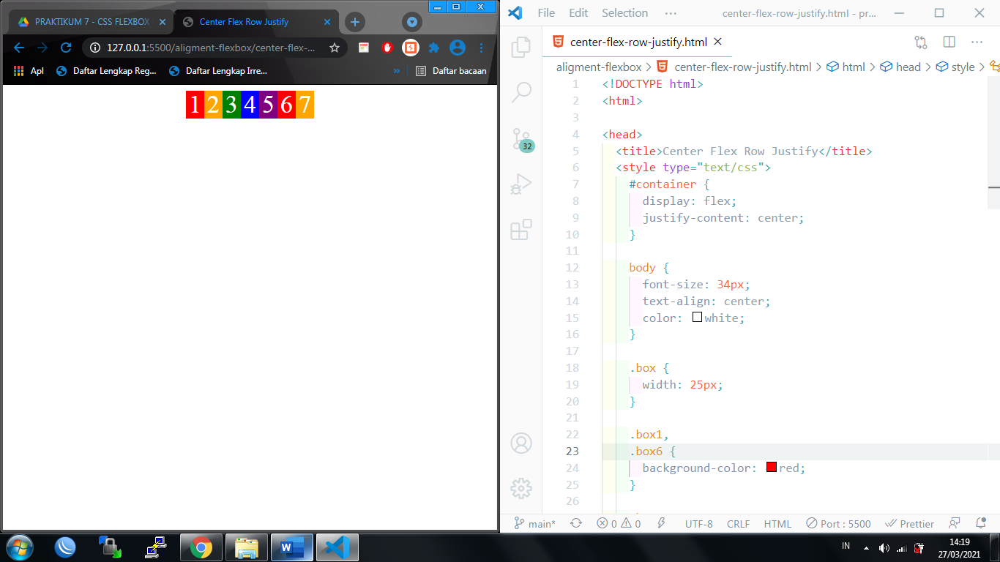 PRAKTIKUM 7 - CSS FLEXBOX
Center Flex Row Justify
127.0.0.1:5500/aligment-flexbox/center-flex-...
Apl
Daftar Lengkap Reg...
Daftar Lengkap Irre...
»
Daftar bacaan
1 2 3 4 5 6 7
File Edit Selection ··· center-flex-row-justify.html - pr...
center-flex-row-justify.html
aligment-flexbox > center-flex-row-justify.html > html > head > style >
1 <!DOCTYPE html>
2 <html>
3
4 <head>
5 <title>Center Flex Row Justify</title>
6 <style type="text/css">
7 #container {
8 display: flex;
9 justify-content: center;
10 }
11
12 body {
13 font-size: 34px;
14 text-align: center;
15 color: white;
16 }
17
18 .box {
19 width: 25px;
20 }
21
22 .box1,
23 .box6 {
24 background-color: red;
25 }
26
32
main* 0 0 UTF-8 CRLF HTML Port : 5500 Prettier
IN
14:19
27/03/2021